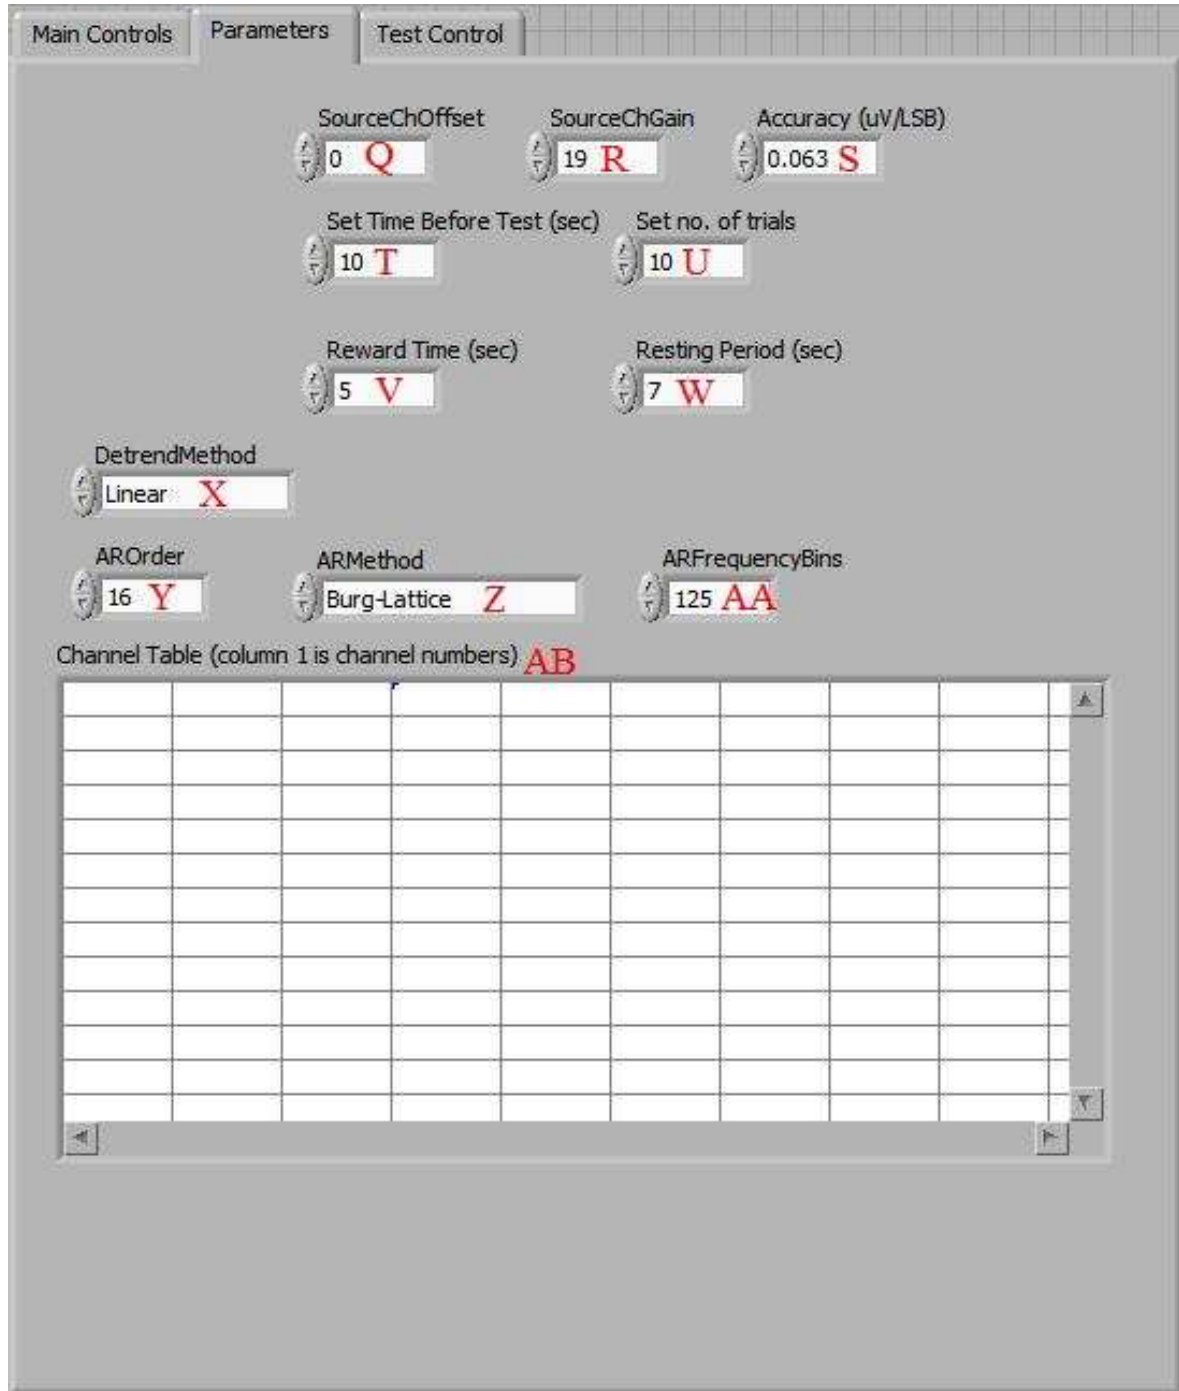 Main Controls Parameters Test Control
SourceChOffset SourceChGain Accuracy (uV/LSB)
0 Q 19 R 0.063 S
Set Time Before Test (sec) Set no. of trials
10 T 10 U
Reward Time (sec) Resting Period (sec)
5 V 7 W
DetrendMethod
Linear X
AROrder ARMethod ARFrequencyBins
16 Y Burg-Lattice Z 125 AA
Channel Table (column 1 is channel numbers) AB